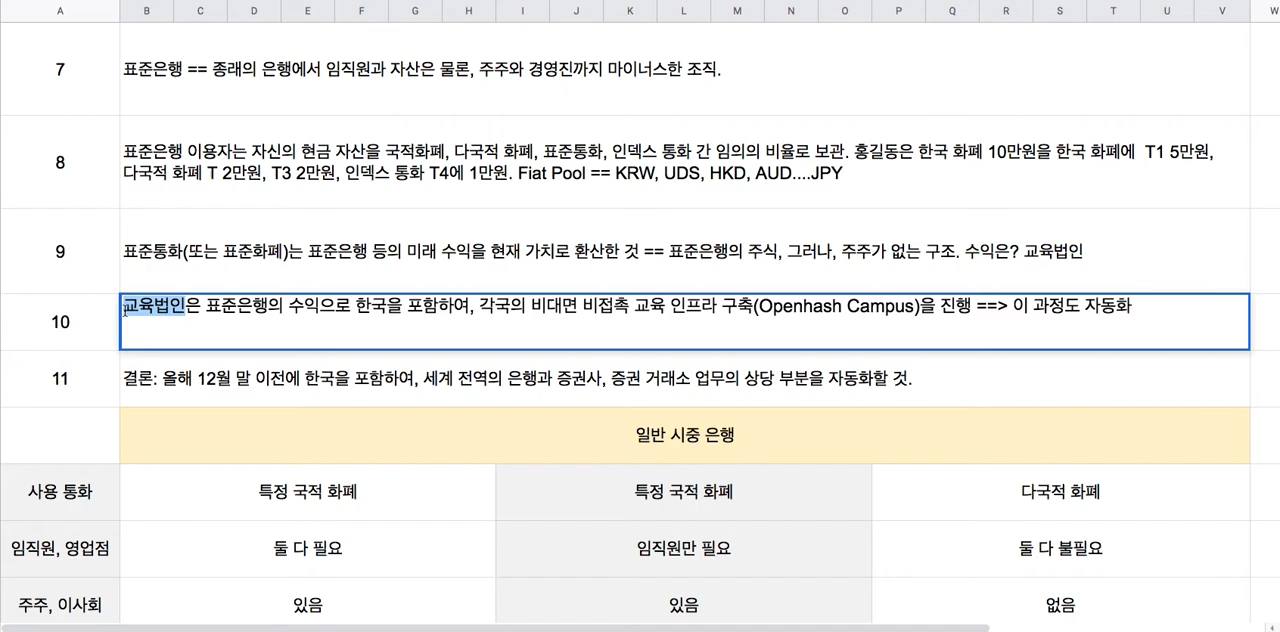 A B C D E F G H I J K L M N O P Q R S T U V W
7 표준은행 == 종래의 은행에서 임직원과 자산은 물론, 주주와 경영진까지 마이너스한 조직.
8 표준은행 이용자는 자신의 현금 자산을 국적화폐, 다국적 화폐, 표준통화, 인덱스 통화 간 임의의 비율로 보관. 홍길동은 한국 화폐 10만원을 한국 화폐에 T1 5만원,
다국적 화폐 T 2만원, T3 2만원, 인덱스 통화 T4에 1만원. Fiat Pool == KRW, UDS, HKD, AUD....JPY
9 표준통화(또는 표준화폐)는 표준은행 등의 미래 수익을 현재 가치로 환산한 것 == 표준은행의 주식, 그러나, 주주가 없는 구조. 수익은? 교육법인
10 교육법인은 표준은행의 수익으로 한국을 포함하여, 각국의 비대면 비접촉 교육 인프라 구축(Openhash Campus)을 진행 ==> 이 과정도 자동화
11 결론: 올해 12월 말 이전에 한국을 포함하여, 세계 전역의 은행과 증권사, 증권 거래소 업무의 상당 부분을 자동화할 것.
일반 시중 은행
사용 통화 특정 국적 화폐 특정 국적 화폐 다국적 화폐
임직원, 영업점 둘 다 필요 임직원만 필요 둘 다 불필요
주주, 이사회 있음 있음 없음